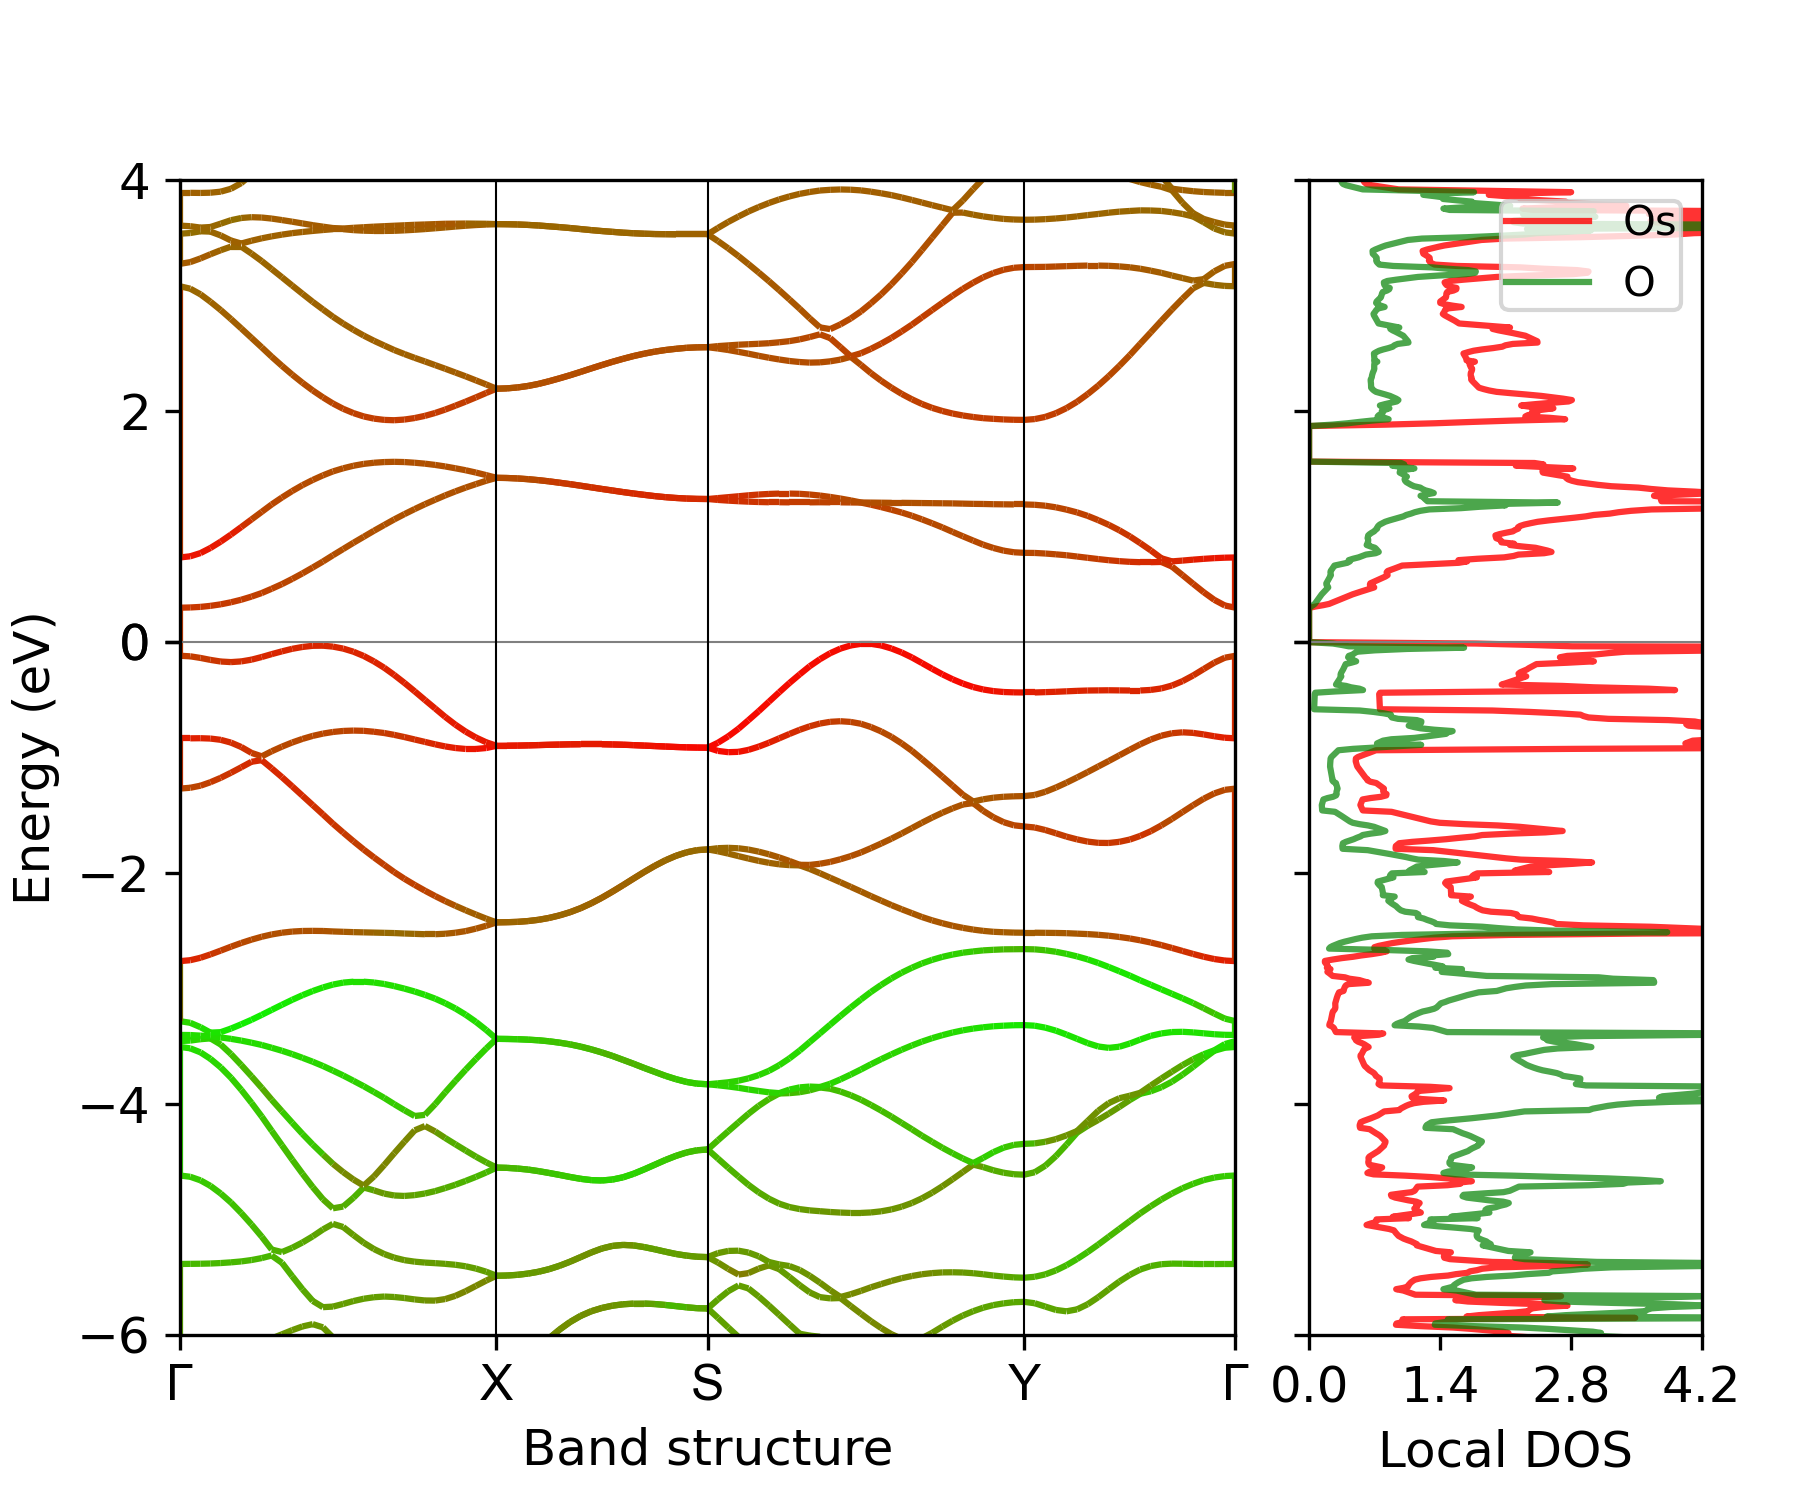 4
2
0
−2
−4
−6
Energy (eV)
Γ X S Y Γ
Band structure
Os
O
0.0 1.4 2.8 4.2
Local DOS